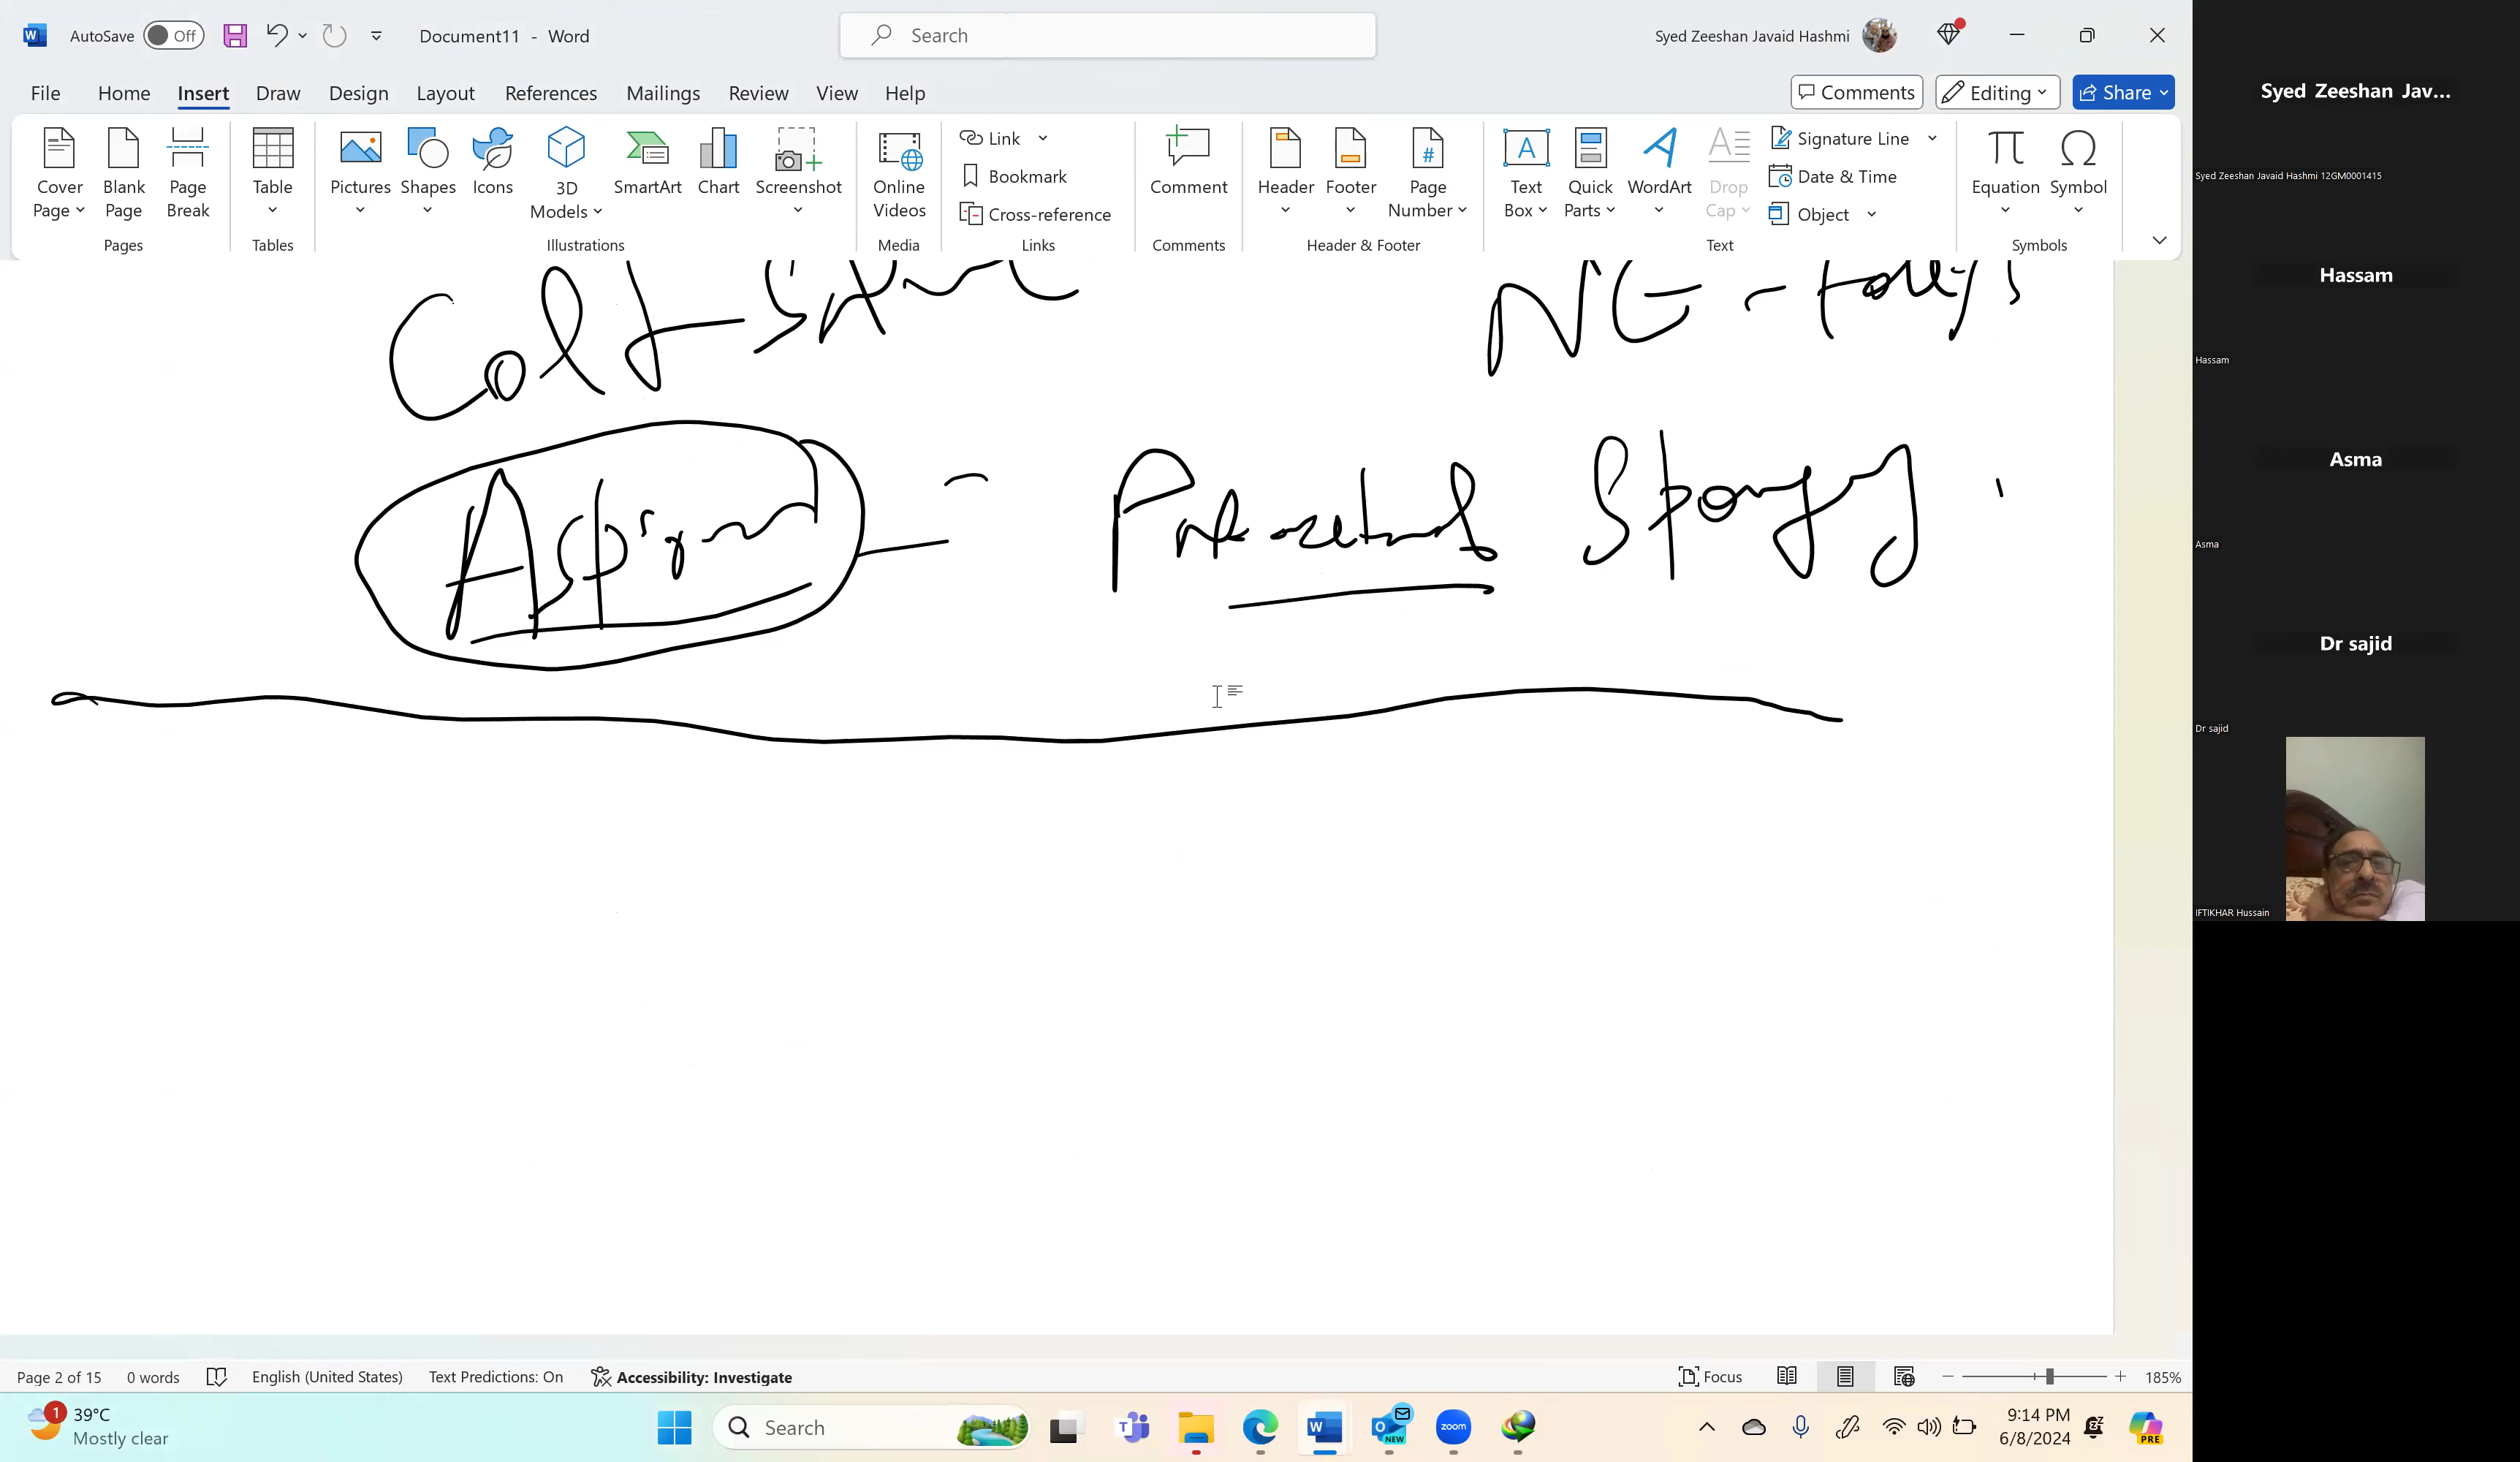 AutoSave Off Document11 - Word Search Syed Zeeshan Javaid Hashmi
File Home Insert Draw Design Layout References Mailings Review View Help Comments Editing Share
Cover Page Blank Page Page Break
Pages
Table
Tables
Pictures Shapes Icons 3D Models SmartArt Chart Screenshot
Illustrations
Online Videos
Media
Link
Bookmark
Cross-reference
Links
Comment
Comments
Header Footer Page Number
Header & Footer
Text Box Quick Parts WordArt Drop Cap
Signature Line
Date & Time
Object
Text
Equation Symbol
Symbols
Syed Zeeshan Jav...
Syed Zeeshan Javaid Hashmi 12GM0001415
Hassam
Hassam
Asma
Asma
Dr sajid
Dr sajid
IFTIKHAR Hussain
Cold
NG -
Page 2 of 15 0 words English (United States) Text Predictions: On Accessibility: Investigate Focus 185%
1 39°C
Mostly clear
Search
NEW
zoom
9:14 PM
6/8/2024
PRE